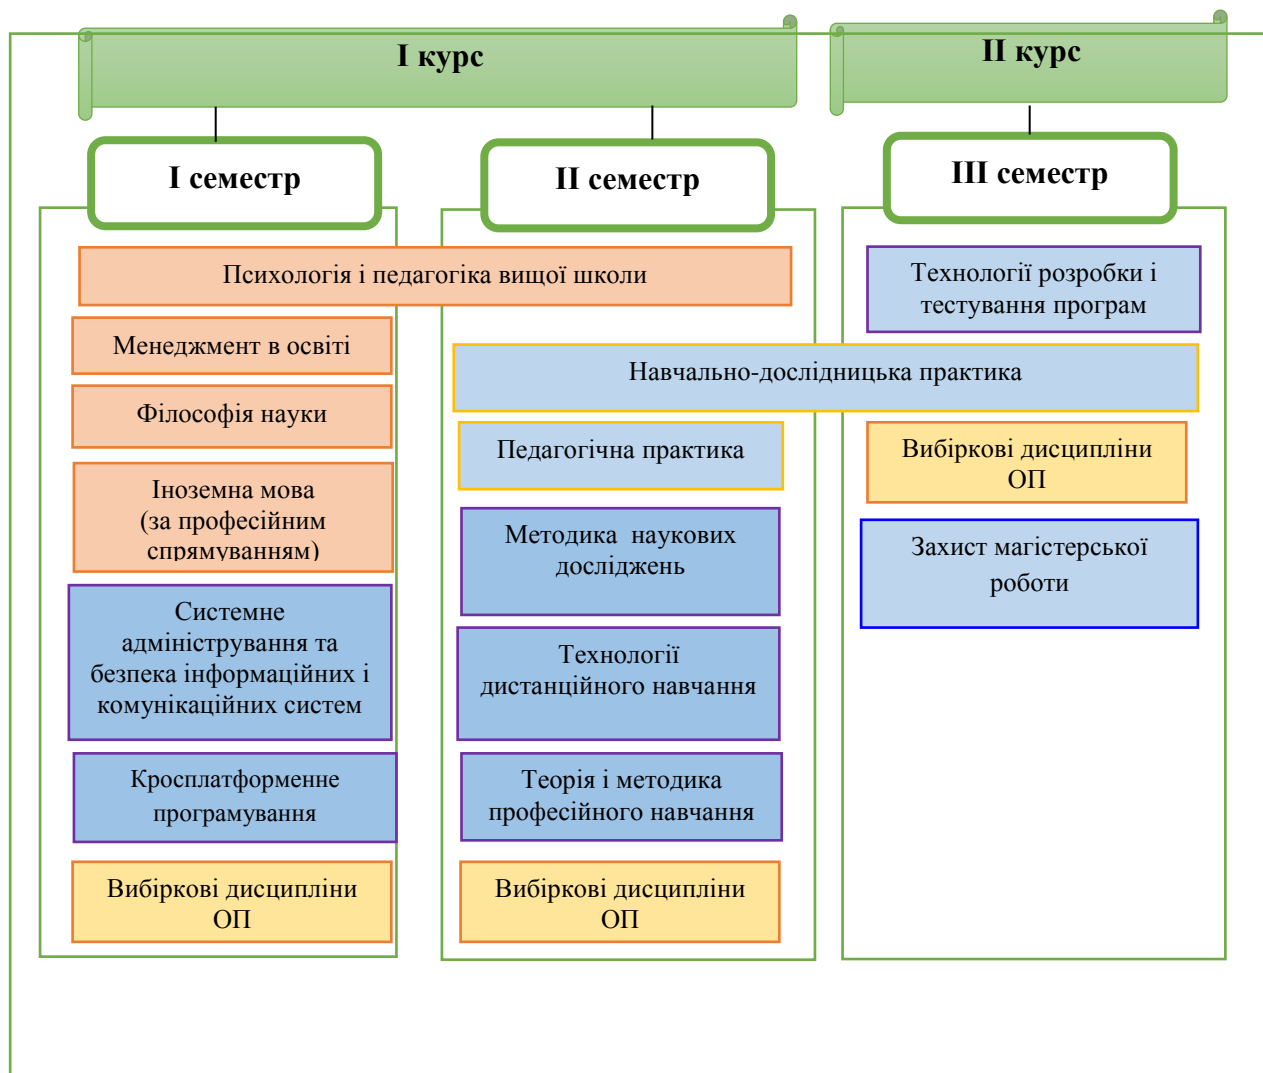 І курс
ІІ курс
І семестр
ІІ семестр
ІІІ семестр
Психологія і педагогіка вищої школи
Менеджмент в освіті
Філософія науки
Іноземна мова
(за професійним
спрямуванням)
Системне
адміністрування та
безпека інформаційних і
комунікаційних систем
Кросплатформенне
програмування
Вибіркові дисципліни
ОП
Навчально-дослідницька практика
Педагогічна практика
Методика наукових
досліджень
Технології
дистанційного навчання
Теорія і методика
професійного навчання
Вибіркові дисципліни
ОП
Технології розробки і
тестування програм
Вибіркові дисципліни
ОП
Захист магістерської
роботи